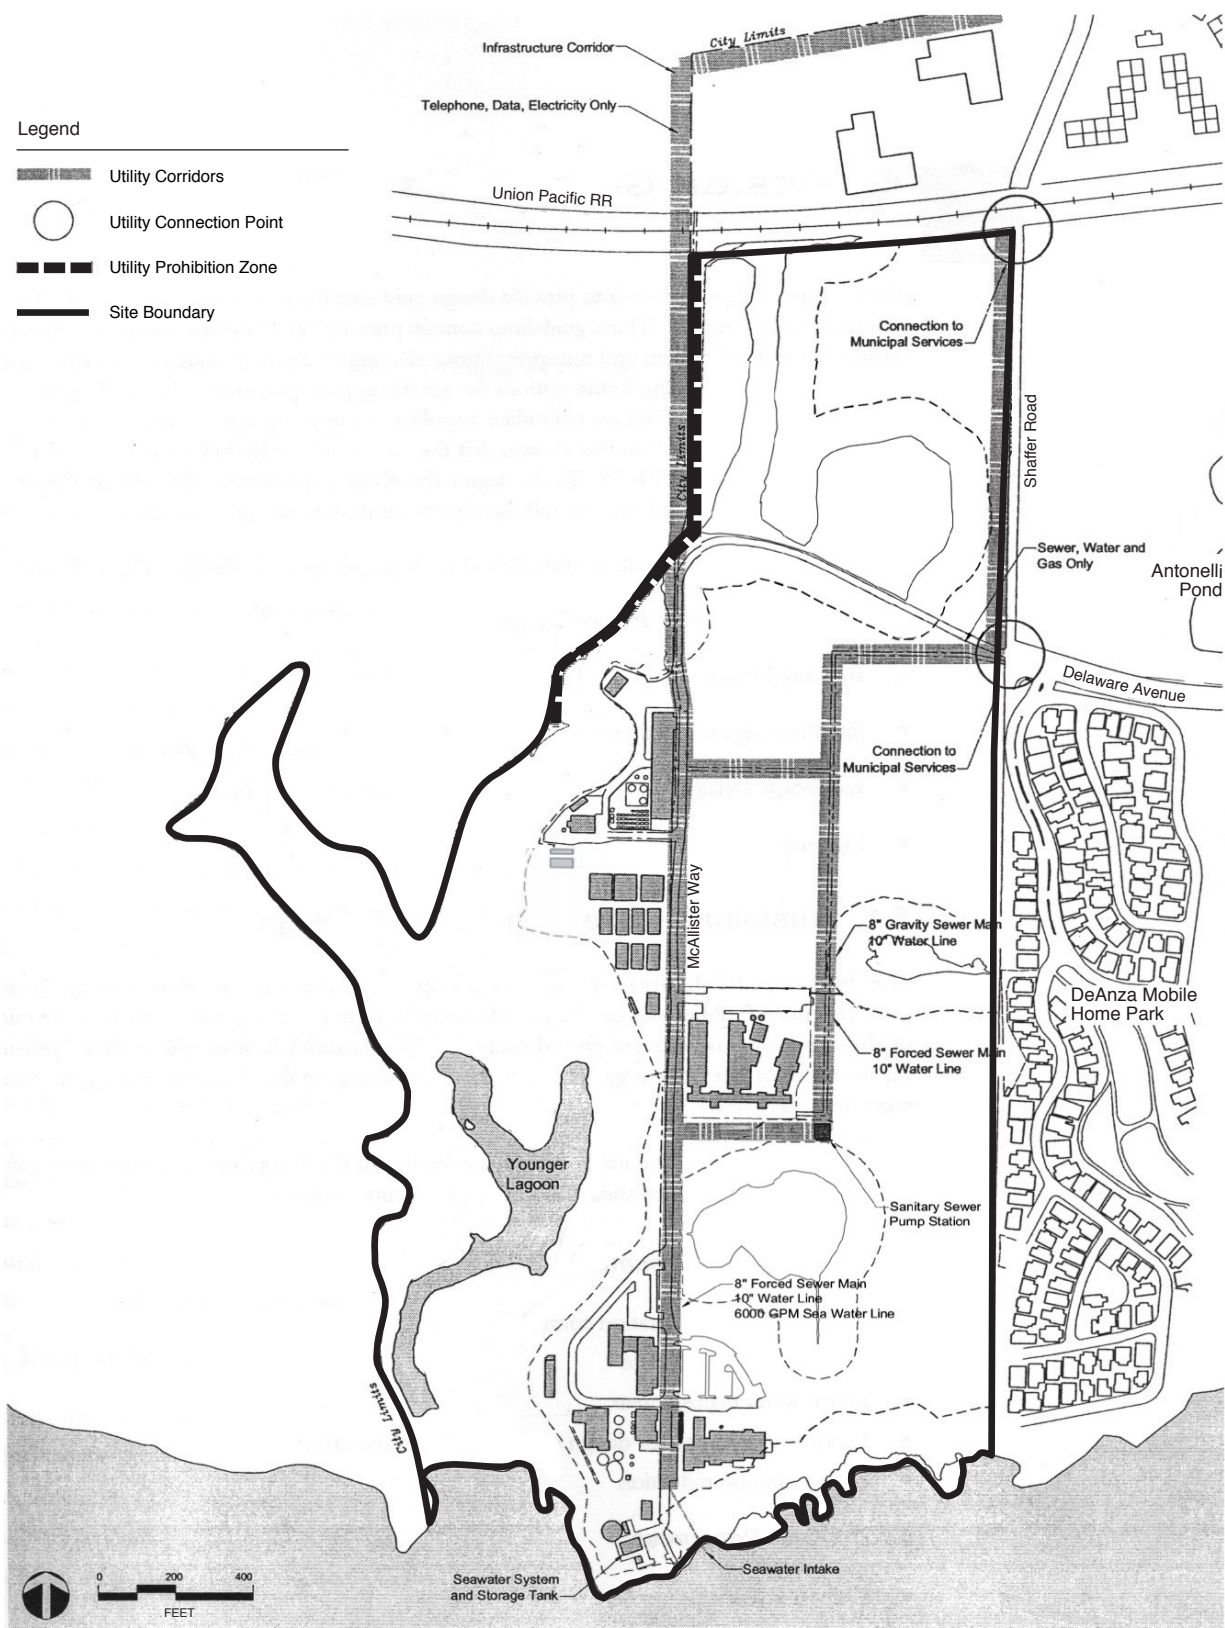 City Limits
Infrastructure Corridor
Telephone, Data, Electricity Only
Legend
Utility Corridors
Utility Connection Point
Utility Prohibition Zone
Site Boundary
Union Pacific RR
Connection to
Municipal Services
City Limits
Shaffer Road
Sewer, Water and
Gas Only
Antonelli
Pond
Delaware Avenue
Connection to
Municipal Services
McAllister Way
8" Gravity Sewer Main
10" Water Line
DeAnza Mobile
Home Park
8" Forced Sewer Main
10" Water Line
Younger
Lagoon
Sanitary Sewer
Pump Station
8" Forced Sewer Main
10" Water Line
6000 GPM Sea Water Line
City Limits
Seawater Intake
Seawater System
and Storage Tank
0 200 400
FEET